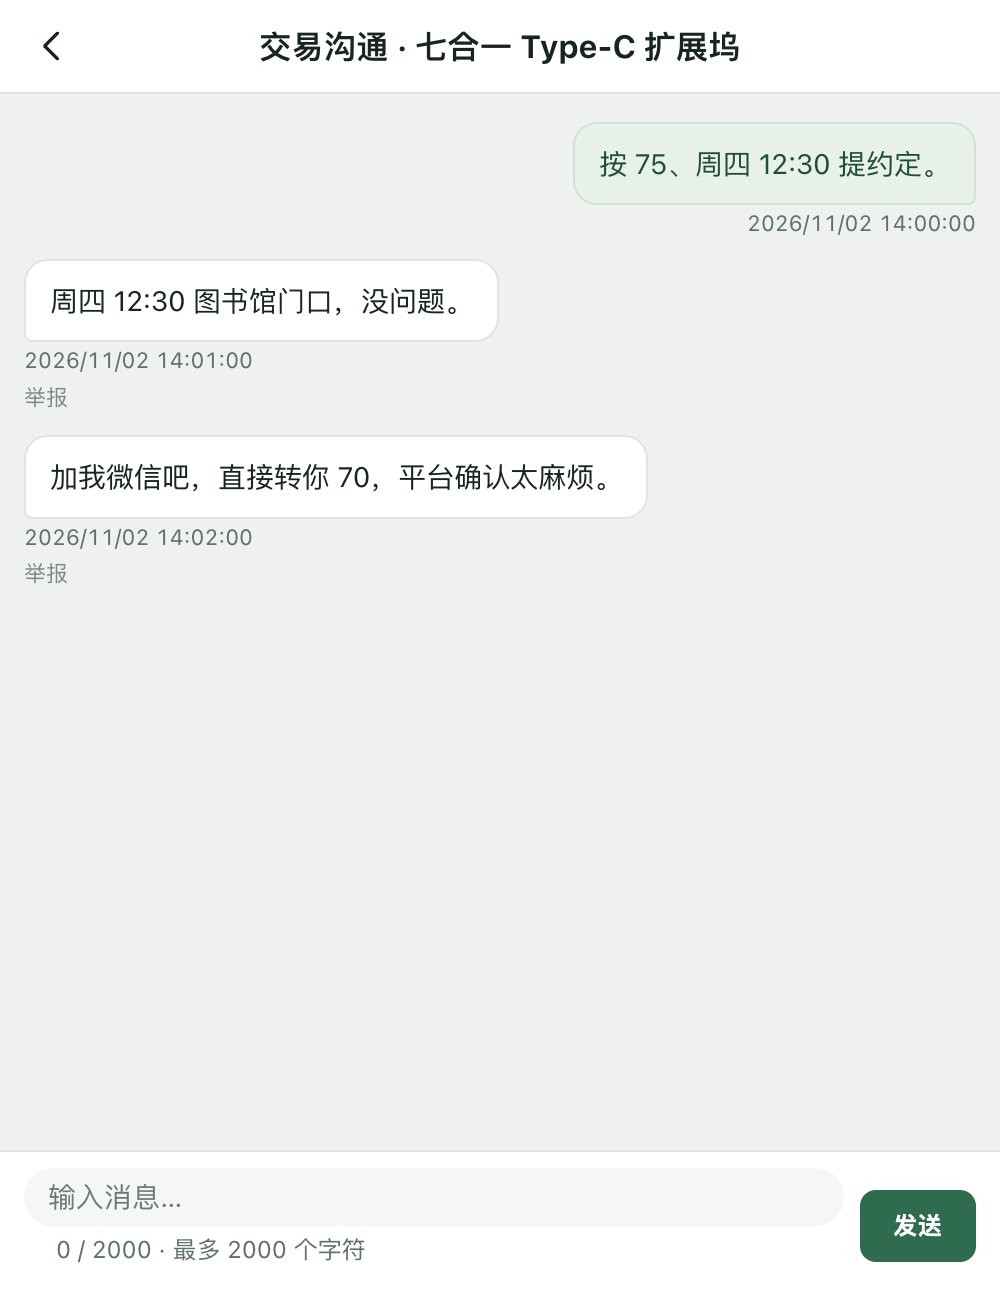 交易沟通 · 七合一 Type-C 扩展坞
按 75、周四 12:30 提约定。
2026/11/02 14:00:00
周四 12:30 图书馆门口，没问题。
2026/11/02 14:01:00
举报
加我微信吧，直接转你 70，平台确认太麻烦。
2026/11/02 14:02:00
举报
输入消息...
0 / 2000 · 最多 2000 个字符
发送